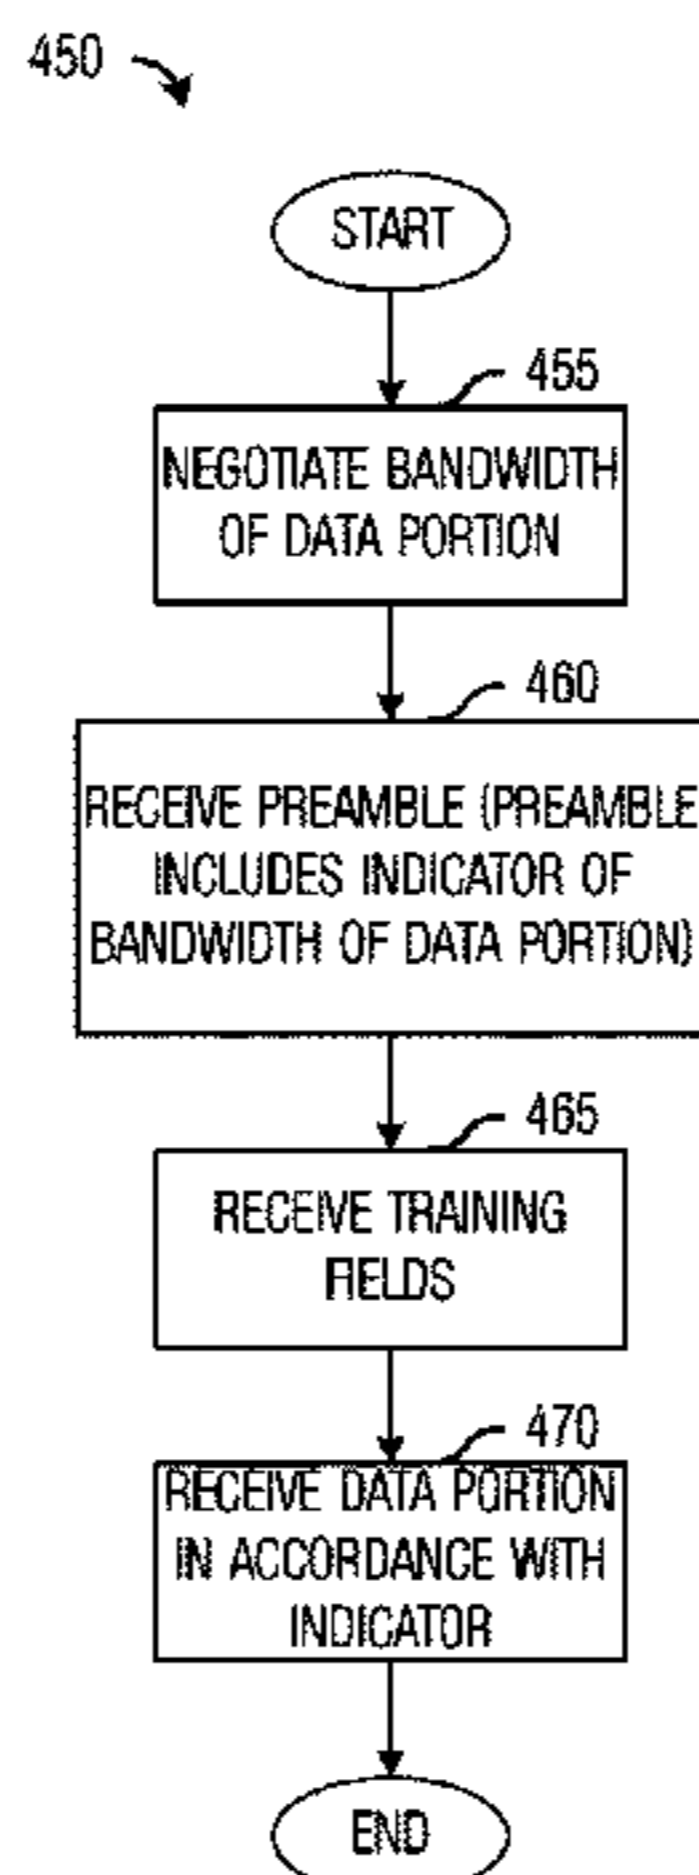 450
START
455
NEGOTIATE BANDWIDTH
OF DATA PORTION
460
RECEIVE PREAMBLE (PREAMBLE
INCLUDES INDICATOR OF
BANDWIDTH OF DATA PORTION)
465
RECEIVE TRAINING
FIELDS
470
RECEIVE DATA PORTION
IN ACCORDANCE WITH
INDICATOR
END